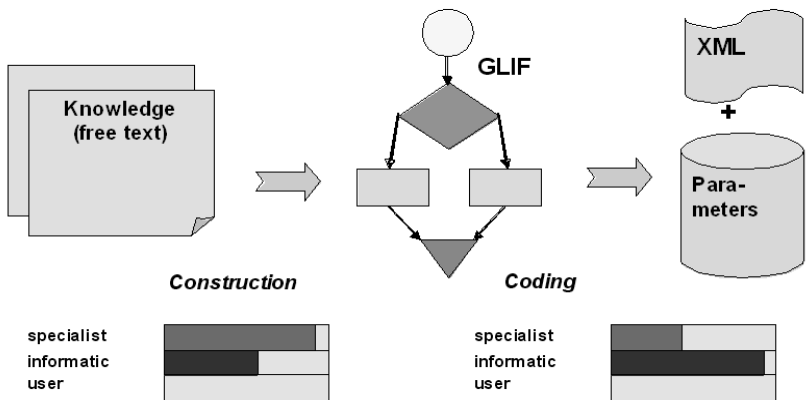 Knowledge
(free text)
GLIF
XML
+
Para-
meters
Construction
Coding
specialist
informatic
user
specialist
informatic
user